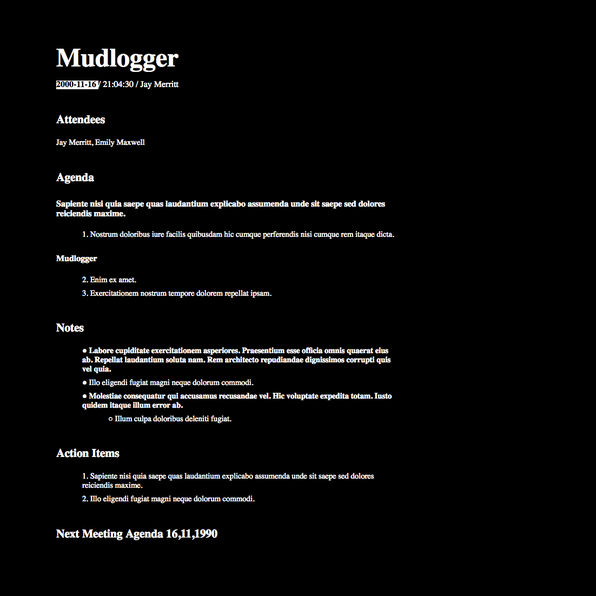 Mudlogger
2000-11-16 / 21:04:30 / Jay Merritt
Attendees
Jay Merritt, Emily Maxwell
Agenda
Sapiente nisi quia saepe quas laudantium explicabo assumenda unde sit saepe sed dolores
reiciendis maxime.
1. Nostrum doloribus iure facilis quibusdam hic cumque perferendis nisi cumque rem itaque dicta.
Mudlogger
2. Enim ex amet.
3. Exercitationem nostrum tempore dolorem repellat ipsam.
Notes
● Labore cupiditate exercitationem asperiores. Praesentium esse officia omnis quaerat eius
ab. Repellat laudantium soluta nam. Rem architecto repudiandae dignissimos corrupti quis
vel quia.
● Illo eligendi fugiat magni neque dolorum commodi.
● Molestiae consequatur qui accusamus recusandae vel. Hic voluptate expedita totam. Iusto
quidem itaque illum error ab.
○ Illum culpa doloribus deleniti fugiat.
Action Items
1. Sapiente nisi quia saepe quas laudantium explicabo assumenda unde sit saepe sed dolores
reiciendis maxime.
2. Illo eligendi fugiat magni neque dolorum commodi.
Next Meeting Agenda 16,11,1990